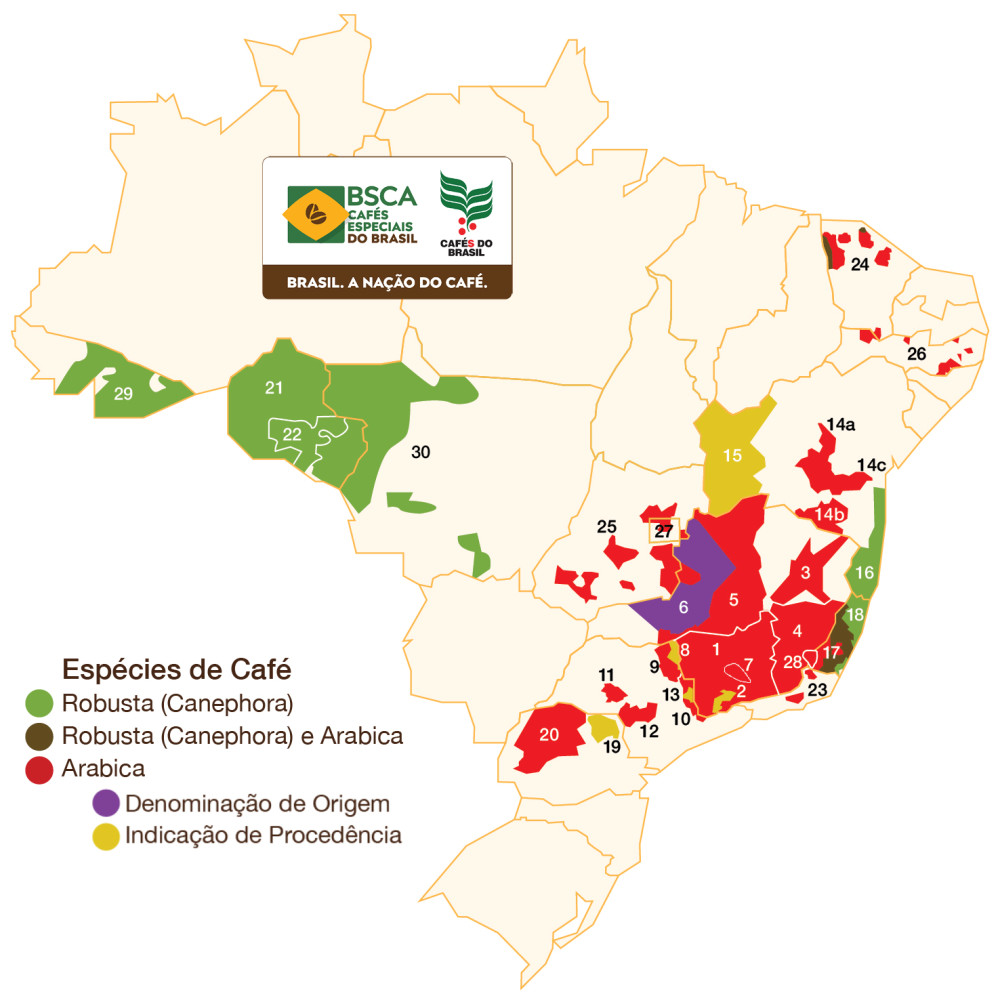 BSCA
CAFÉS
ESPECIAIS
DO BRASIL
CAFÉS DO
BRASIL
BRASIL. A NAÇÃO DO CAFÉ.
24
26
29
21
22
30
15
14a
14c
14b
25
27
3
16
6
5
18
4
1
8
17
28
7
9
2
23
11
13
10
12
20
19
Espécies de Café
Robusta (Canephora)
Robusta (Canephora) e Arabica
Arabica
Denominação de Origem
Indicação de Procedência